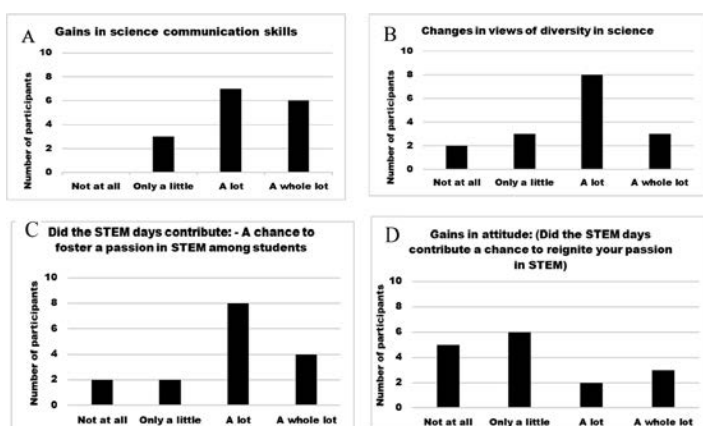 A
Gains in science communication skills
Number of participants
10
8
6
4
2
0
Not at all Only a little A lot A whole lot
B
Changes in views of diversity in science
Number of participants
10
8
6
4
2
0
Not at all Only a little A lot A whole lot
C
Did the STEM days contribute: - A chance to
foster a passion in STEM among students
Number of participants
10
8
6
4
2
0
Not at all Only a little A lot A whole lot
D
Gains in attitude: (Did the STEM days
contribute a chance to reignite your passion
in STEM)
Number of participants
10
8
6
4
2
0
Not at all Only a little A lot A whole lot